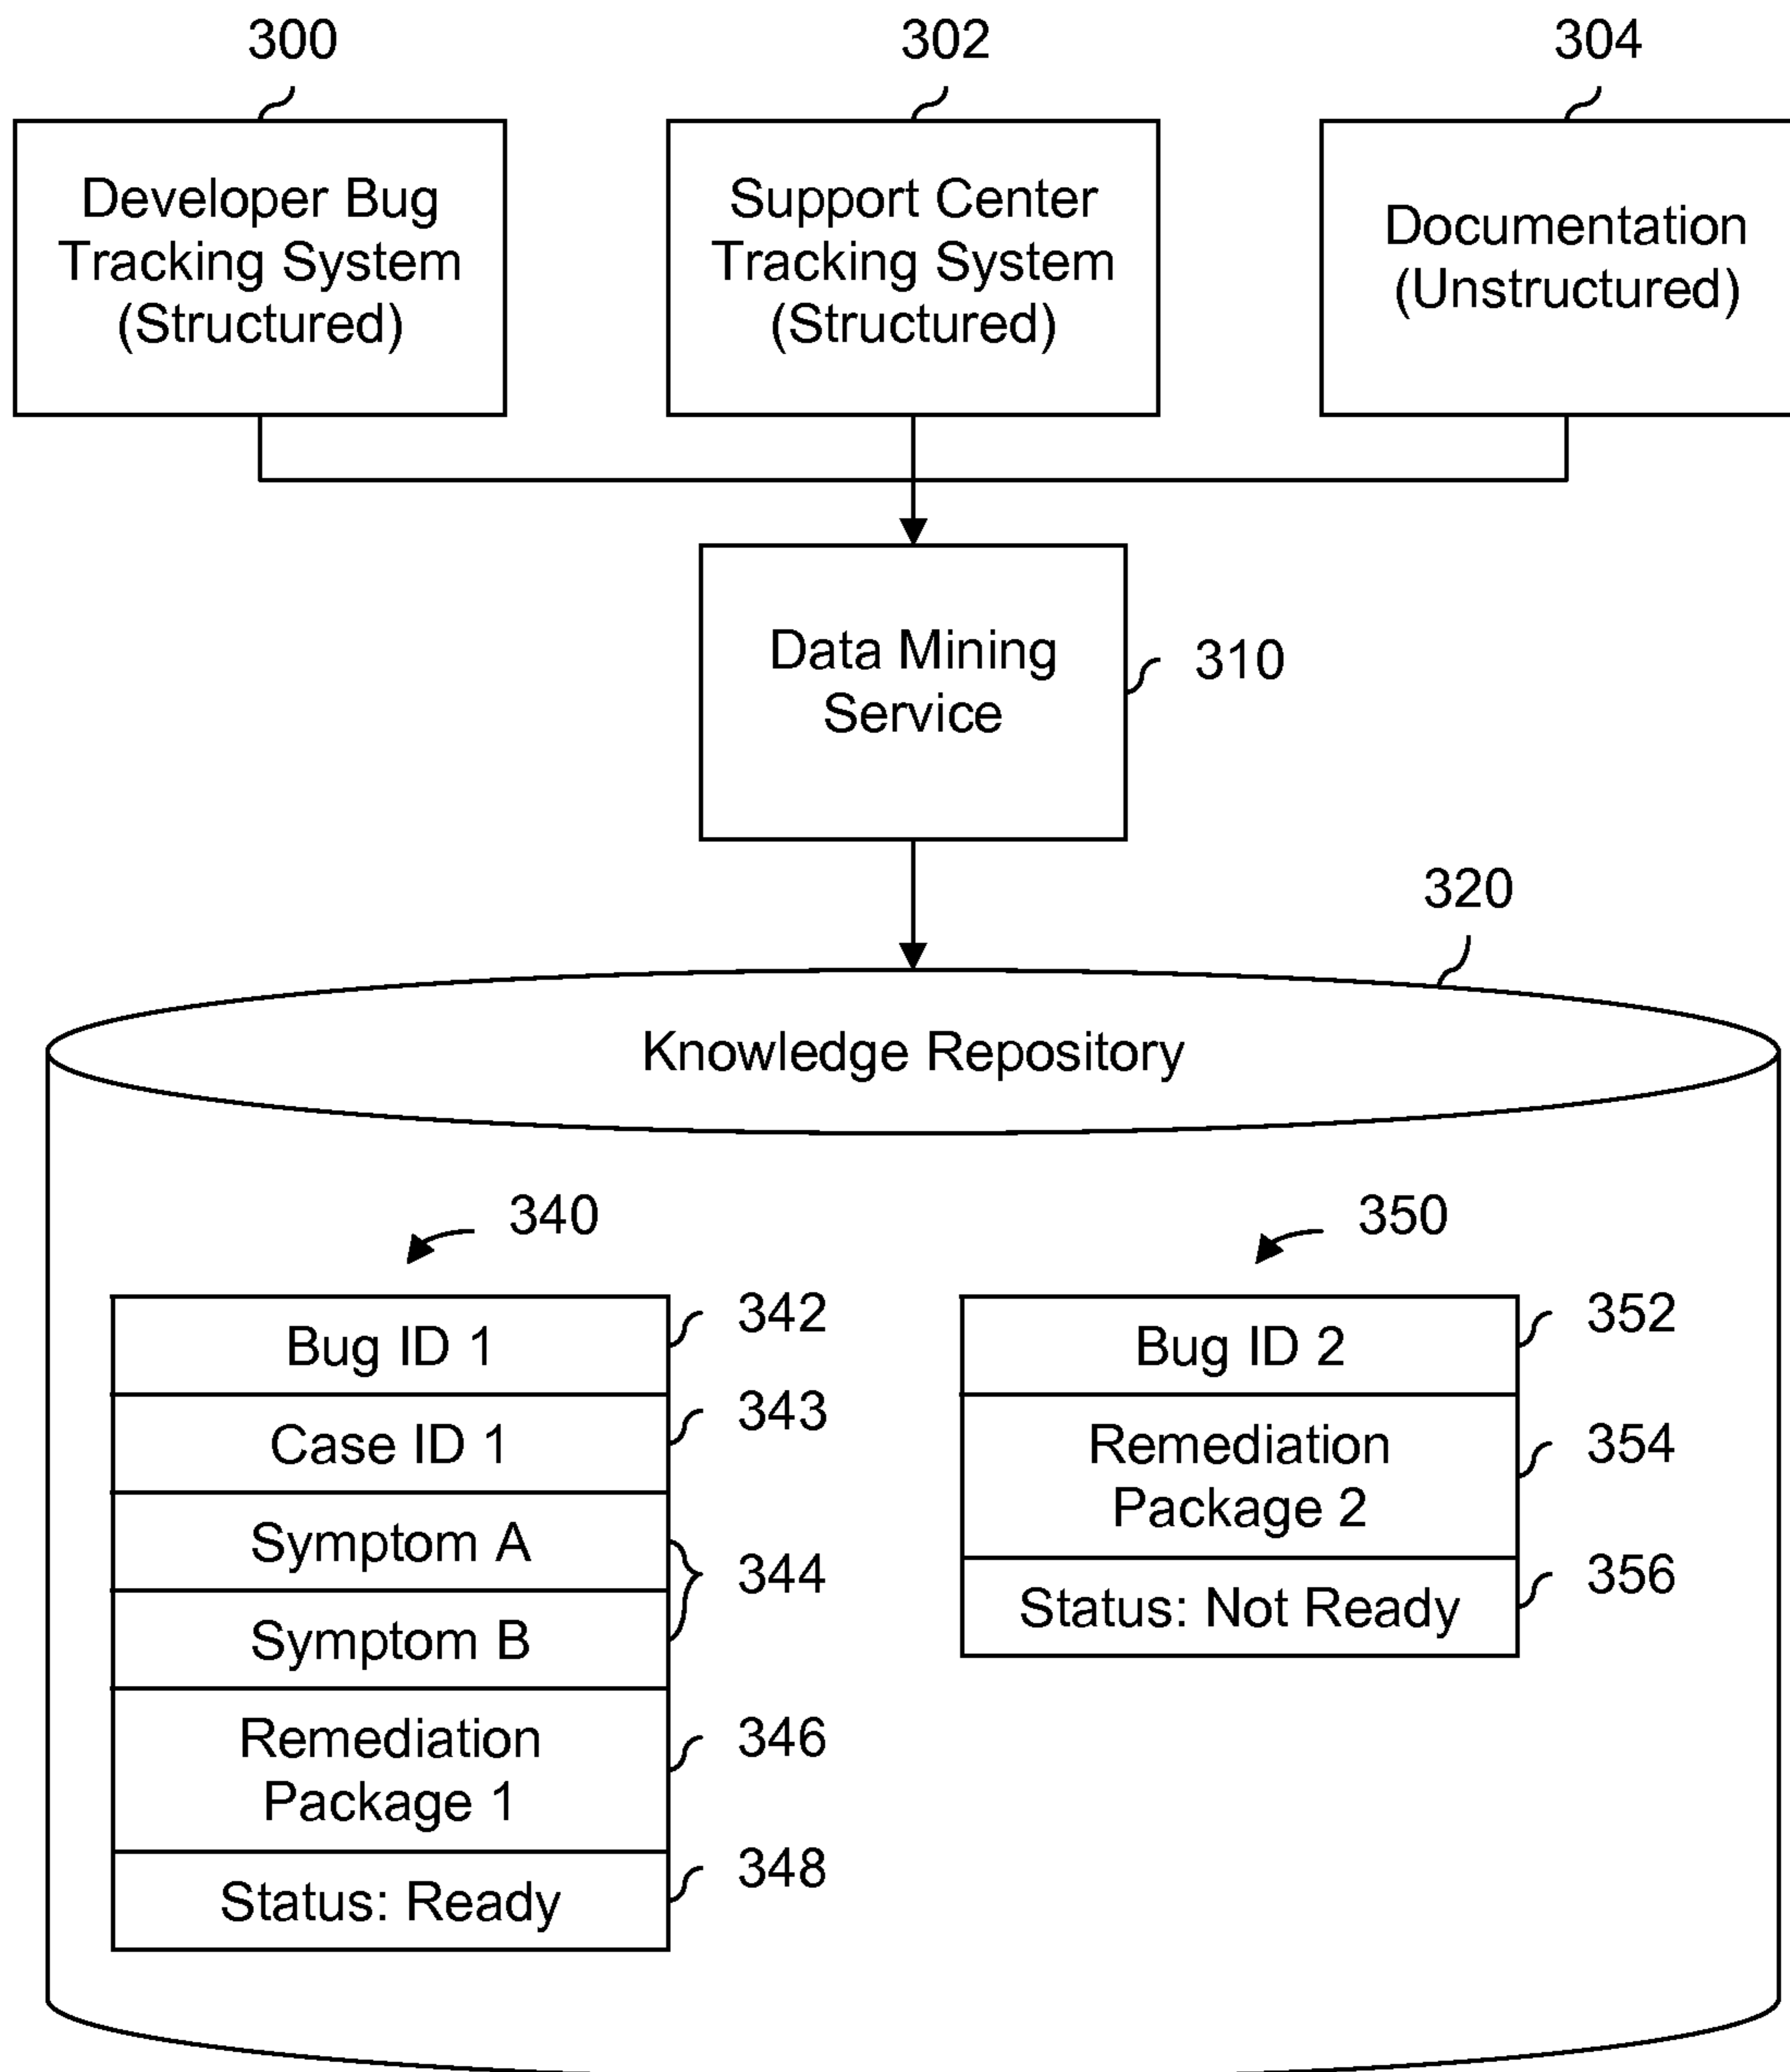 300
302
304
Developer Bug
Tracking System
(Structured)
Support Center
Tracking System
(Structured)
Documentation
(Unstructured)
Data Mining
Service
310
320
Knowledge Repository
340
350
Bug ID 1
342
Case ID 1
343
Symptom A
Symptom B
344
Remediation
Package 1
346
Status: Ready
348
Bug ID 2
352
Remediation
Package 2
354
Status: Not Ready
356